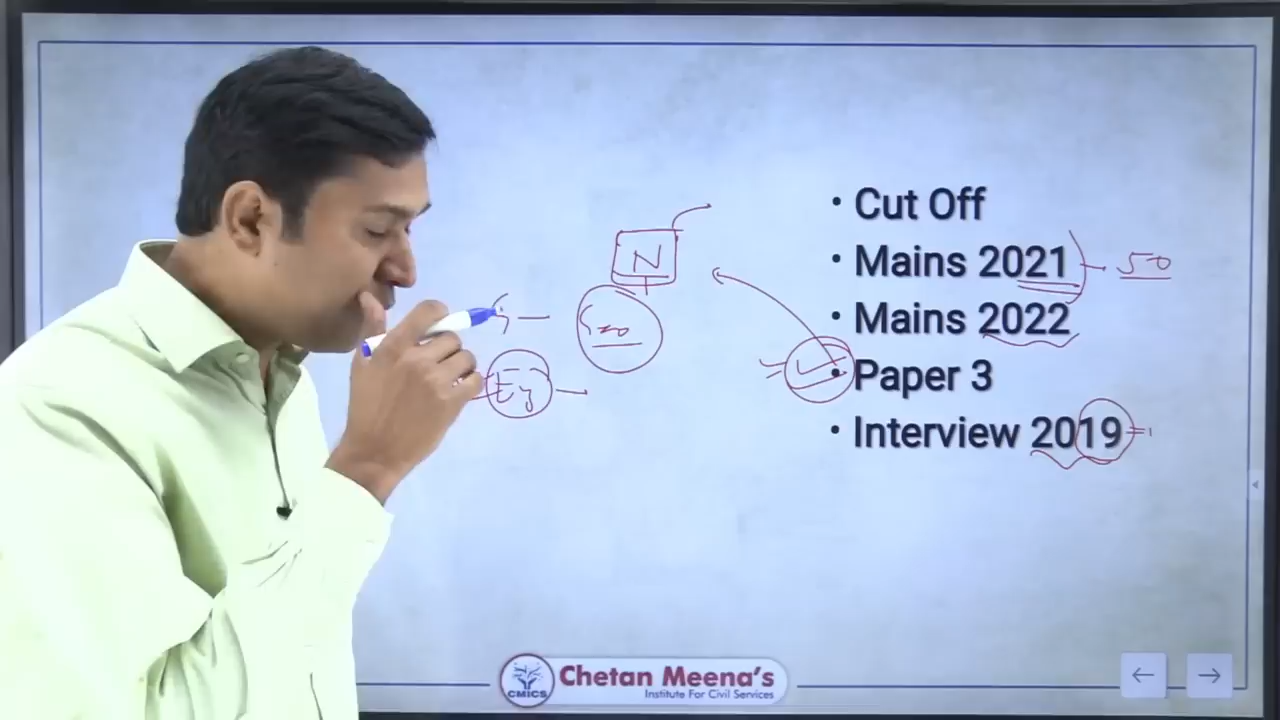 • Cut Off
• Mains 2021
50
• Mains 2022
• Paper 3
• Interview 2019
N
CMICS
Chetan Meena's
Institute For Civil Services